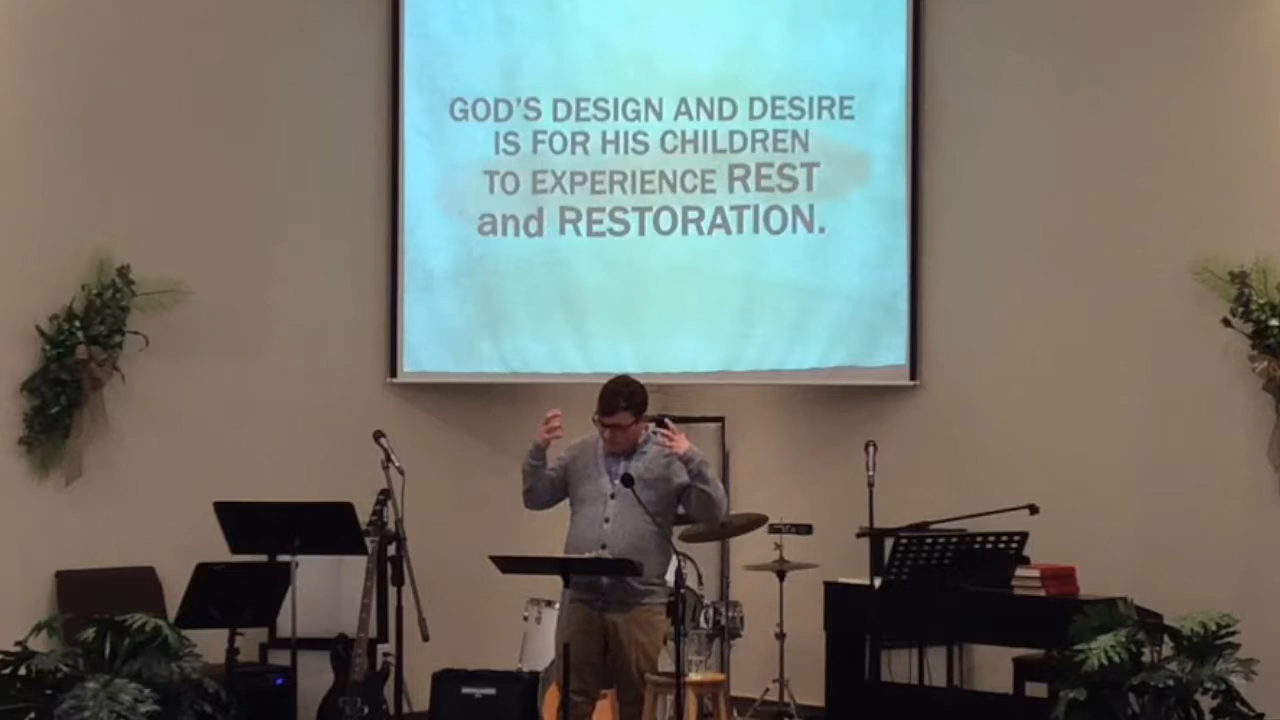 GOD'S DESIGN AND DESIRE
IS FOR HIS CHILDREN
TO EXPERIENCE REST
and RESTORATION.